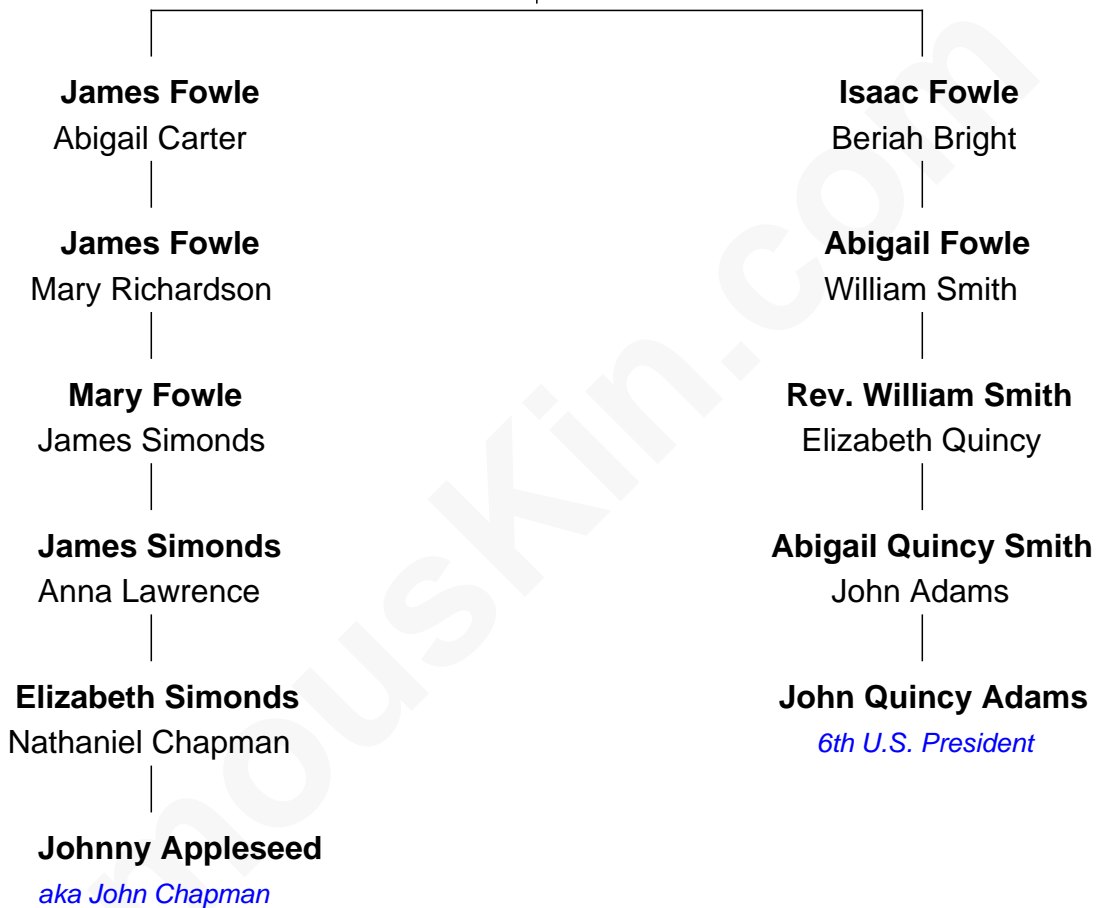 James Fowle
Abigail Carter
James Fowle
Mary Richardson
Mary Fowle
James Simonds
James Simonds
Anna Lawrence
Elizabeth Simonds
Nathaniel Chapman
Johnny Appleseed
aka John Chapman
Isaac Fowle
Beriah Bright
Abigail Fowle
William Smith
Rev. William Smith
Elizabeth Quincy
Abigail Quincy Smith
John Adams
John Quincy Adams
6th U.S. President
mousKin.com